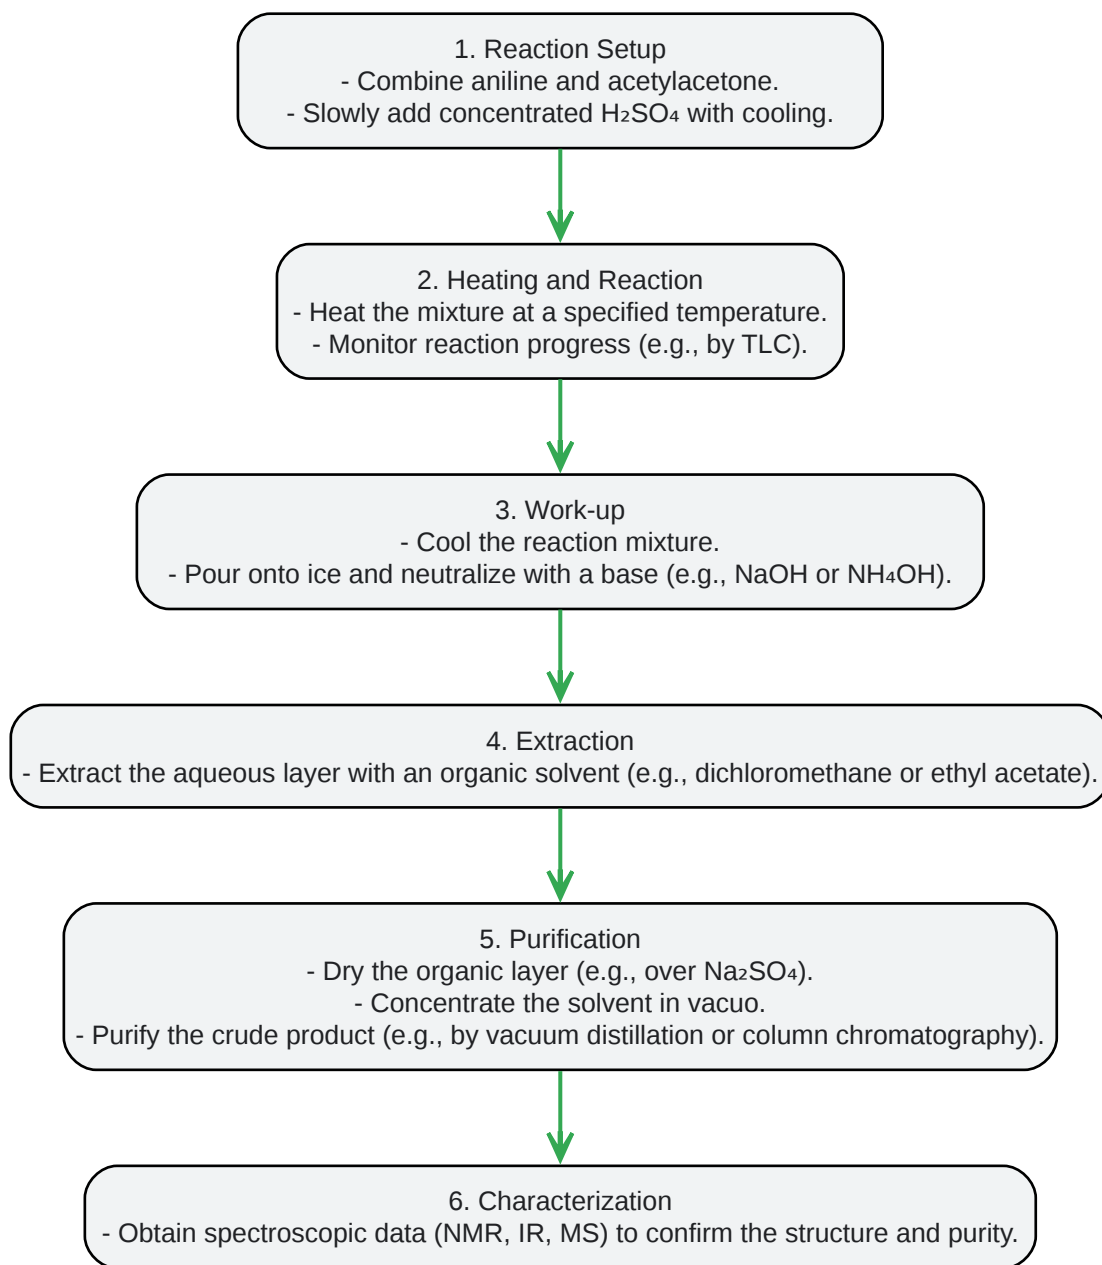 1. Reaction Setup
- Combine aniline and acetylacetone.
- Slowly add concentrated H₂SO₄ with cooling.
2. Heating and Reaction
- Heat the mixture at a specified temperature.
- Monitor reaction progress (e.g., by TLC).
3. Work-up
- Cool the reaction mixture.
- Pour onto ice and neutralize with a base (e.g., NaOH or NH₄OH).
4. Extraction
- Extract the aqueous layer with an organic solvent (e.g., dichloromethane or ethyl acetate).
5. Purification
- Dry the organic layer (e.g., over Na₂SO₄).
- Concentrate the solvent in vacuo.
- Purify the crude product (e.g., by vacuum distillation or column chromatography).
6. Characterization
- Obtain spectroscopic data (NMR, IR, MS) to confirm the structure and purity.